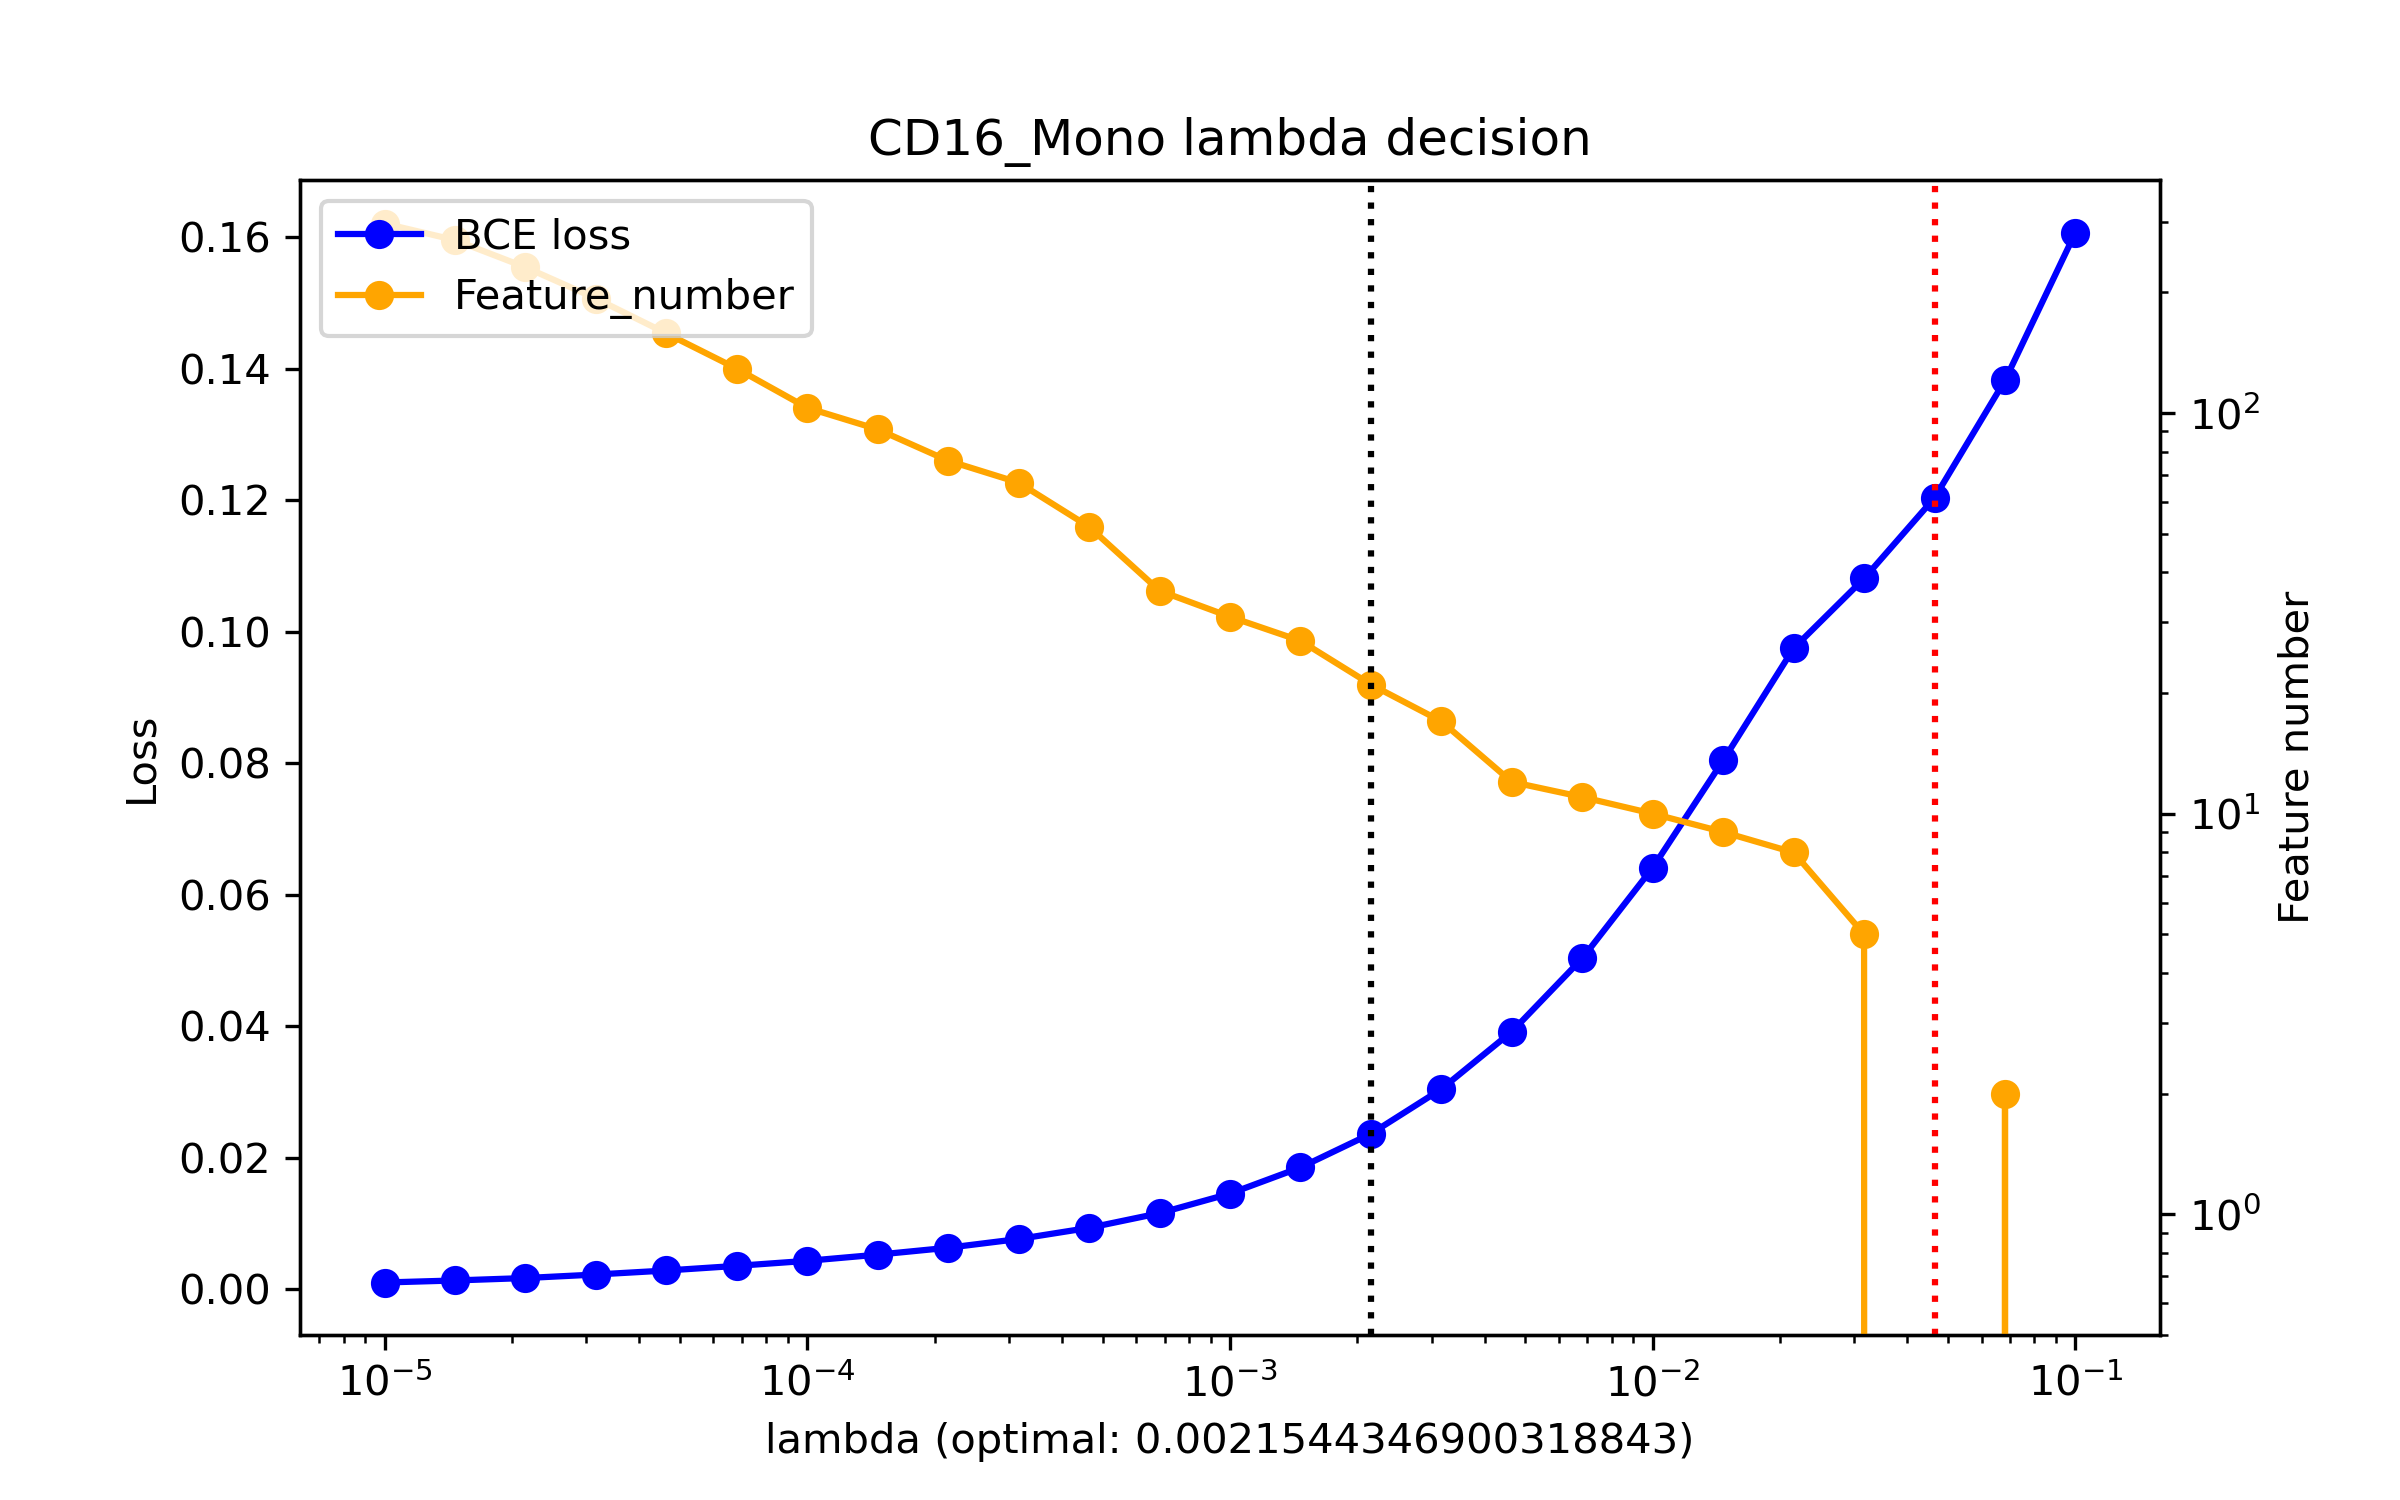 CD16_Mono lambda decision
BCE loss
Feature_number
0.16
0.14
0.12
0.10
0.08
0.06
0.04
0.02
0.00
Loss
10²
10¹
10⁰
Feature number
10⁻⁵ 10⁻⁴ 10⁻³ 10⁻² 10⁻¹
lambda (optimal: 0.0021544346900318843)